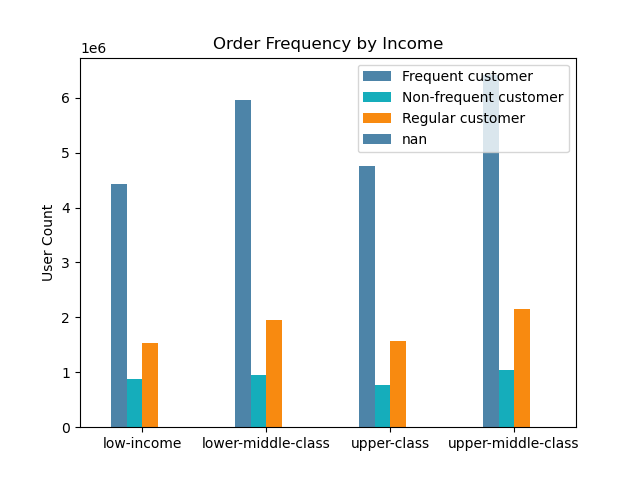 Order Frequency by Income
1e6
Frequent customer
Non-frequent customer
Regular customer
nan
User Count
6
5
4
3
2
1
0
low-income lower-middle-class upper-class upper-middle-class